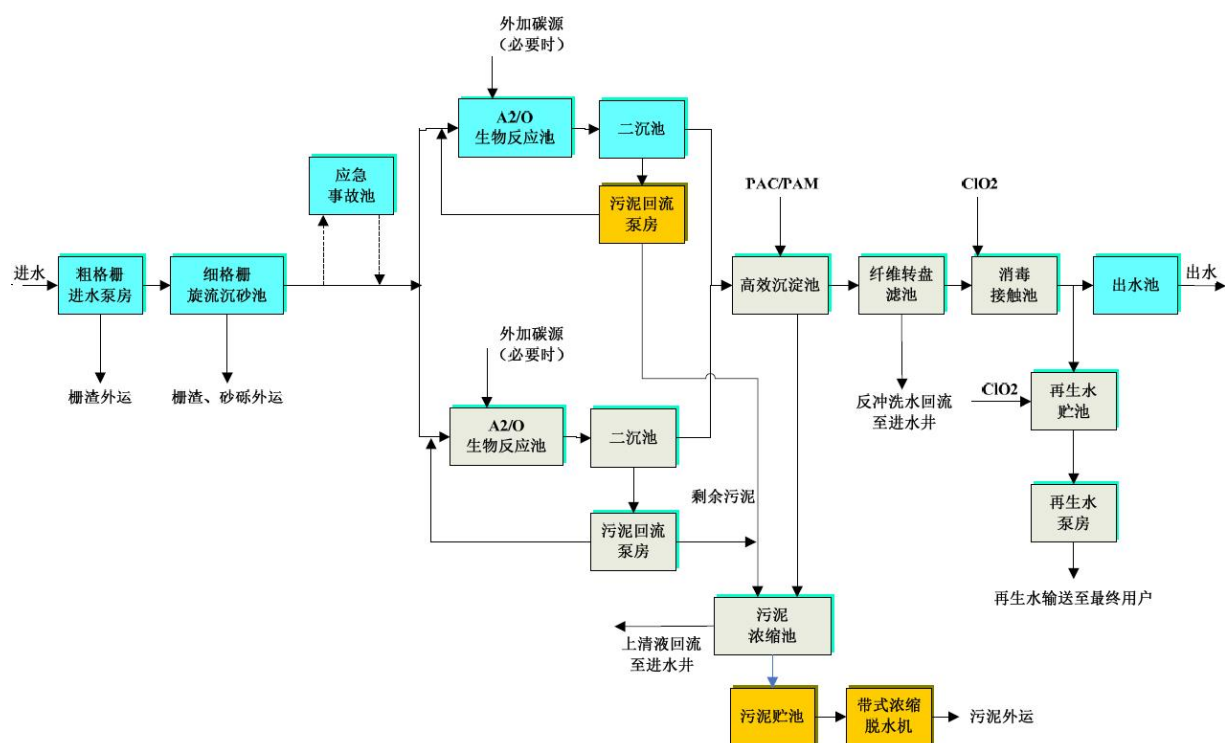 外加碳源
（必要时）
A2/O
生物反应池
二沉池
应急
事故池
污泥回流
泵房
PAC/PAM
ClO2
进水
粗格栅
进水泵房
细格栅
旋流沉砂池
高效沉淀池
纤维转盘
滤池
消毒
接触池
出水池
出水
栅渣外运
栅渣、砂砾外运
外加碳源
（必要时）
反冲洗水回流
至进水井
ClO2
再生水
贮池
A2/O
生物反应池
二沉池
剩余污泥
污泥回流
泵房
再生水
泵房
再生水输送至最终用户
污泥
浓缩池
上清液回流
至进水井
污泥贮池
带式浓缩
脱水机
污泥外运